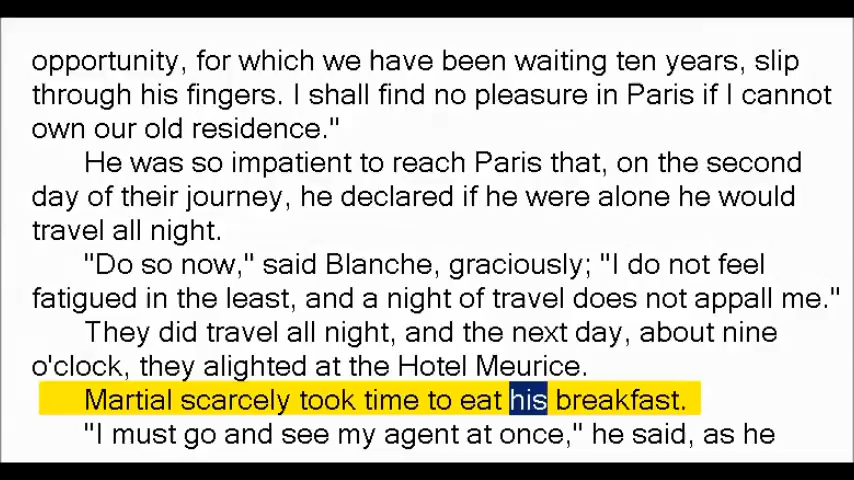 opportunity, for which we have been waiting ten years, slip
through his fingers. I shall find no pleasure in Paris if I cannot
own our old residence."
He was so impatient to reach Paris that, on the second
day of their journey, he declared if he were alone he would
travel all night.
"Do so now," said Blanche, graciously; "I do not feel
fatigued in the least, and a night of travel does not appall me."
They did travel all night, and the next day, about nine
o'clock, they alighted at the Hotel Meurice.
Martial scarcely took time to eat his breakfast.
"I must go and see my agent at once," he said, as he